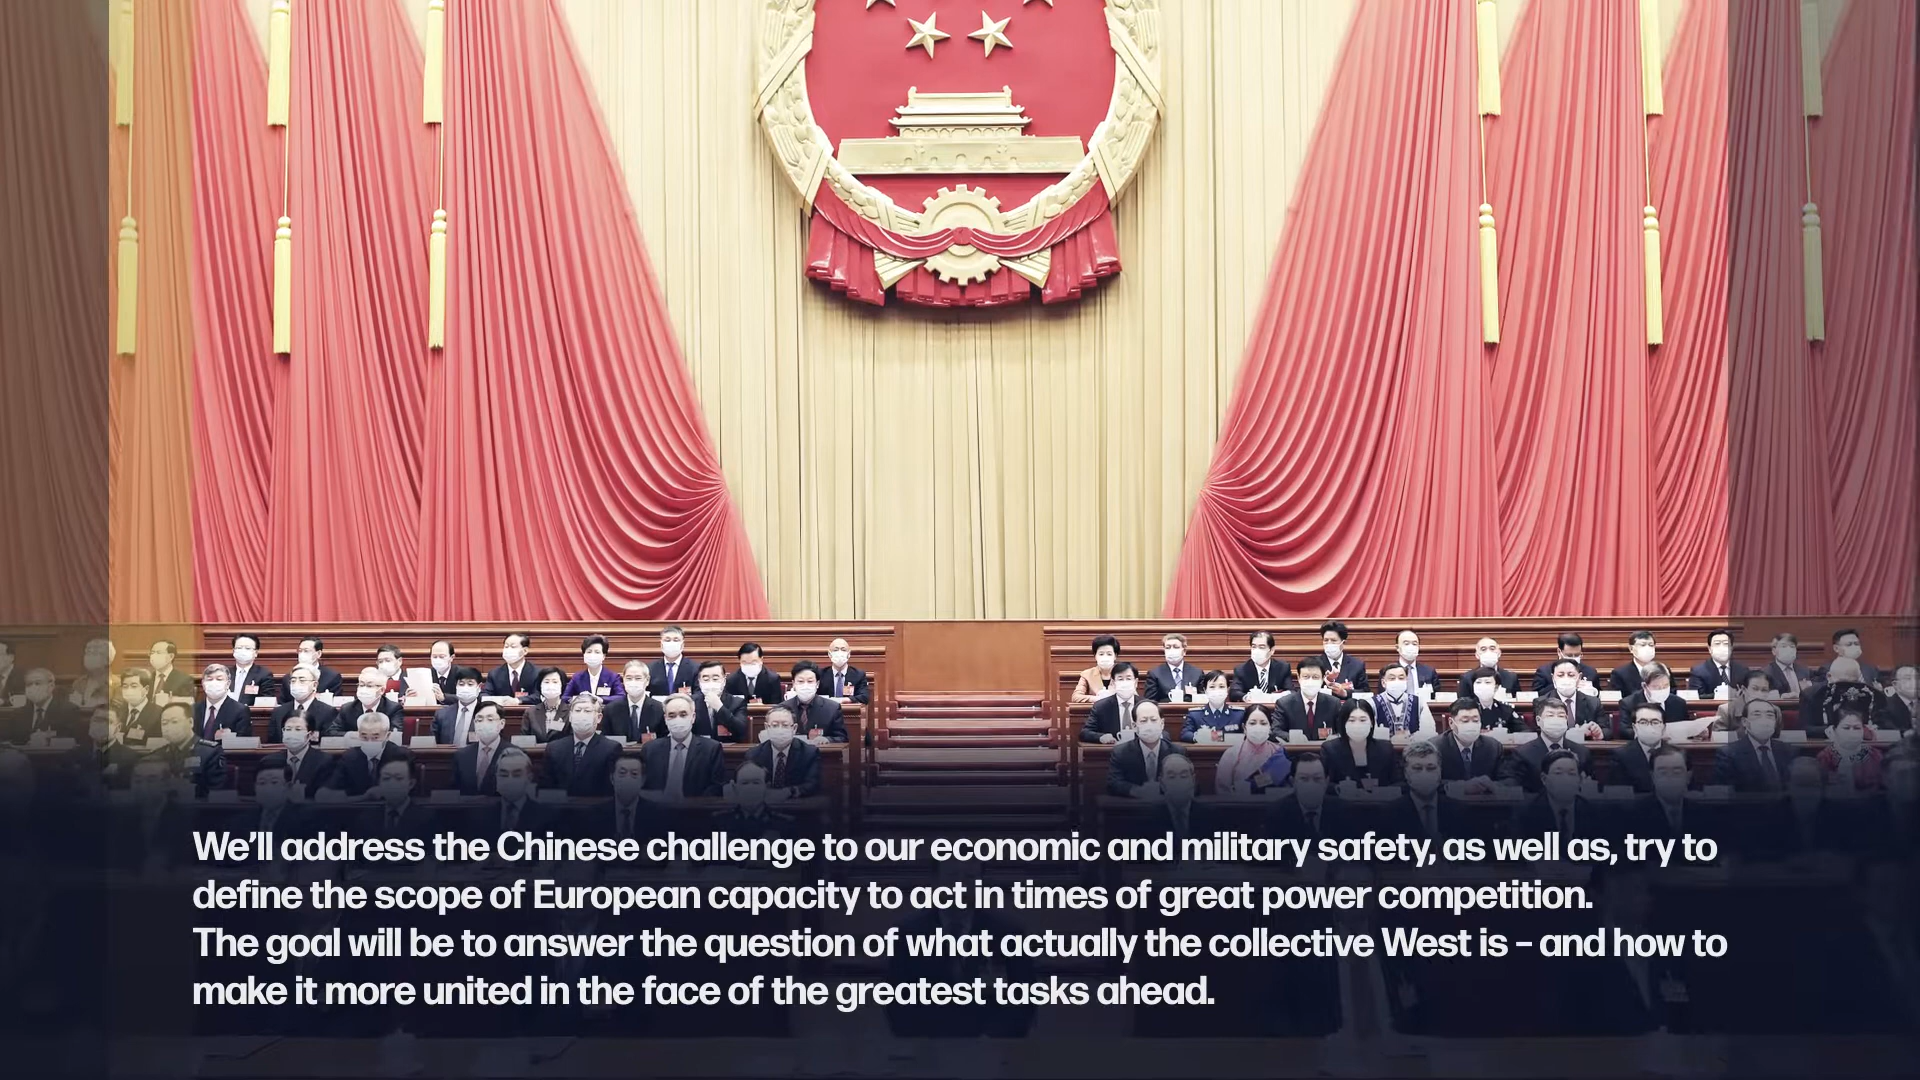 We’ll address the Chinese challenge to our economic and military safety, as well as, try to
define the scope of European capacity to act in times of great power competition.
The goal will be to answer the question of what actually the collective West is – and how to
make it more united in the face of the greatest tasks ahead.